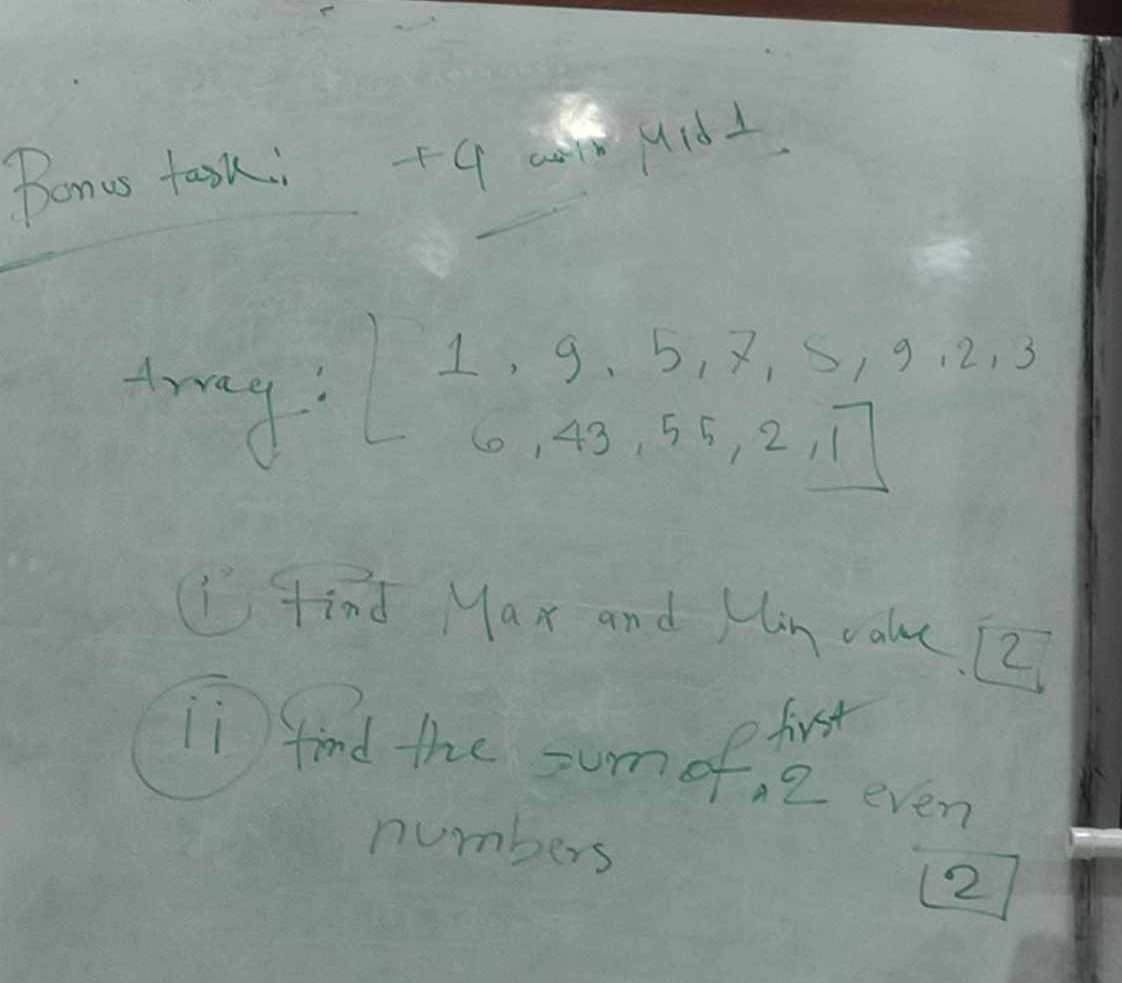 Bonus task: +4 with Mid 1.
Array: [ 1, 9, 5, 7, 8, 9, 2, 3
6, 43, 55, 2, 1]
i find Max and Min value. [2]
ii find the sum of first 2 even
numbers
[2]